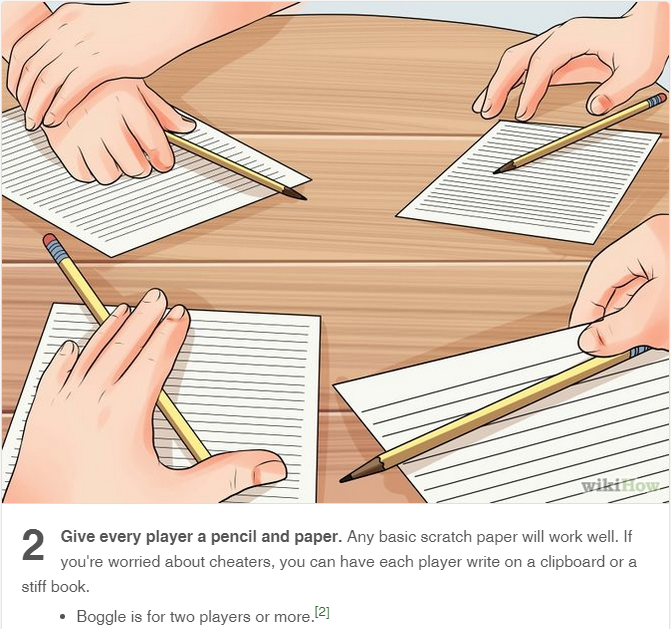 wikiHow
2 Give every player a pencil and paper. Any basic scratch paper will work well. If
you're worried about cheaters, you can have each player write on a clipboard or a
stiff book.
• Boggle is for two players or more.[2]